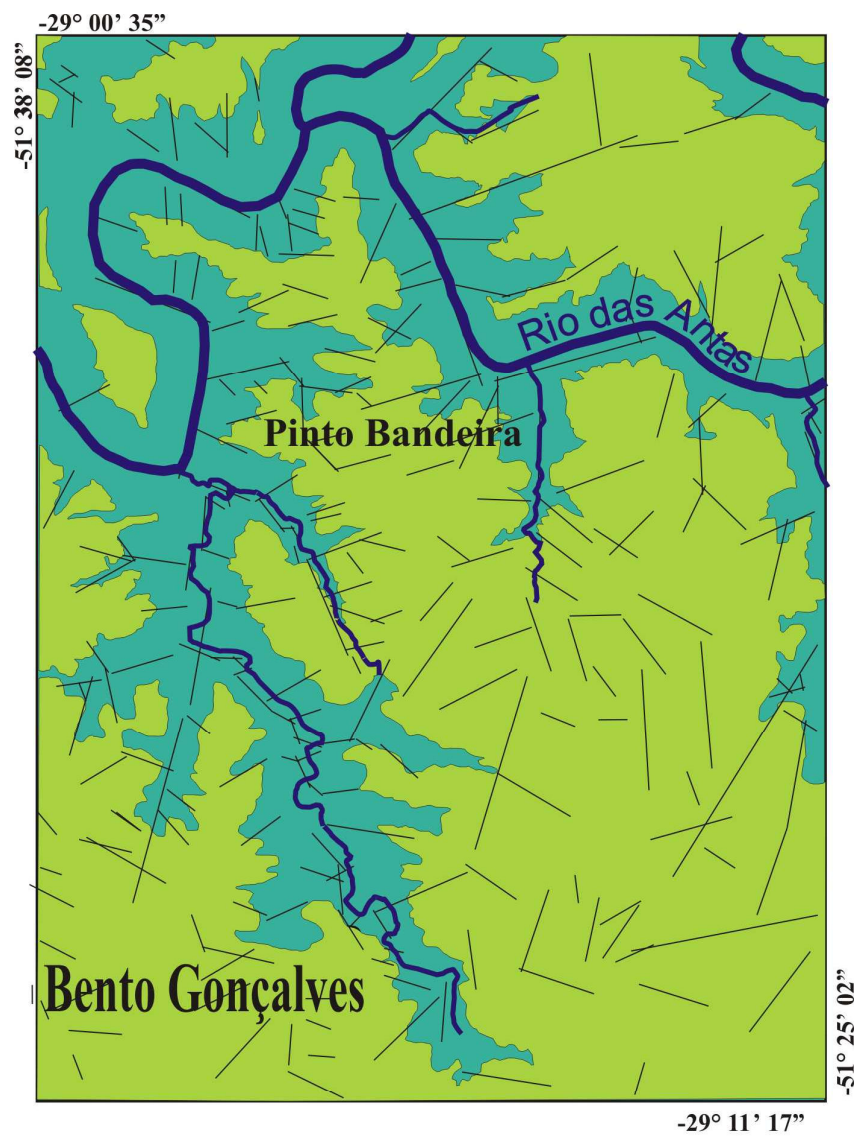 -29° 00' 35”
-51° 38' 08”
Rio das Antas
Pinto Bandeira
Bento Gonçalves
-51° 25' 02”
-29° 11' 17”